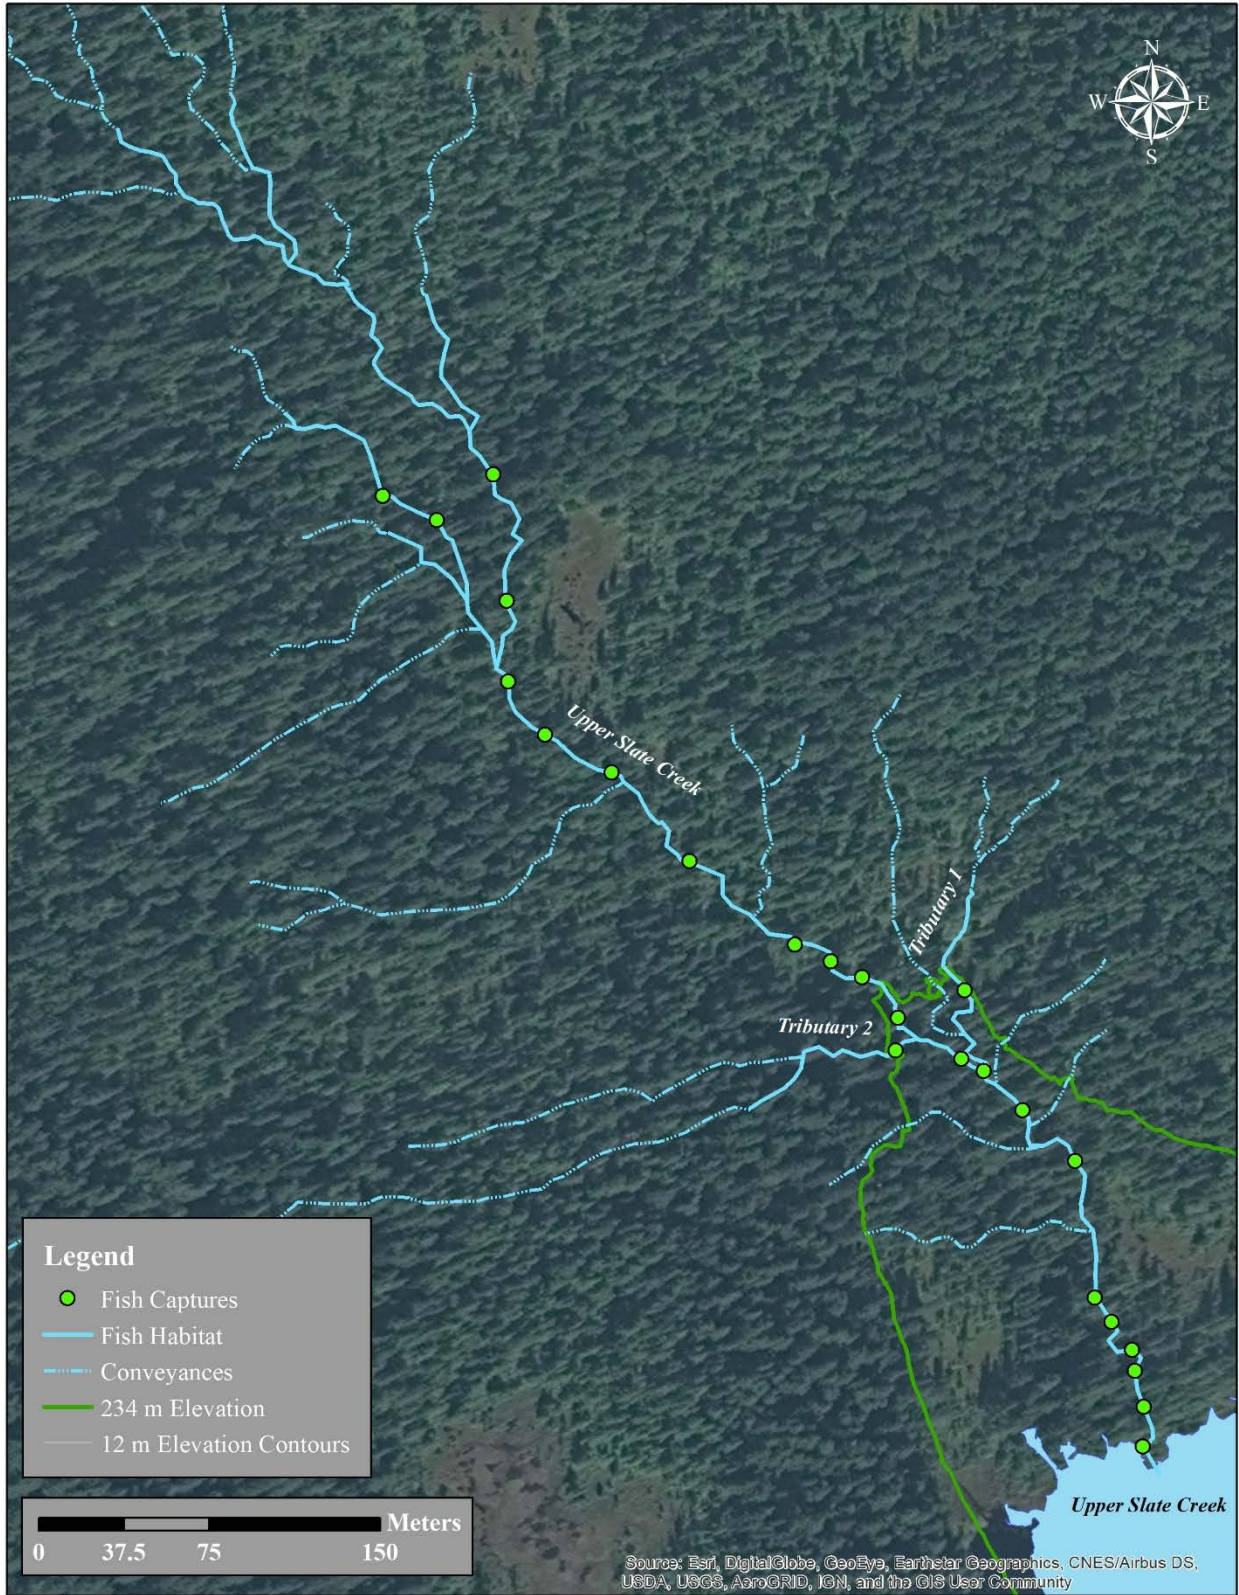 N
W E
S
Upper Slate Creek
Tributary 1
Tributary 2
Legend
Fish Captures
Fish Habitat
Conveyances
234 m Elevation
12 m Elevation Contours
Meters
0 37.5 75 150
Upper Slate Creek
Source: Esri, DigitalGlobe, GeoEye, Earthstar Geographics, CNES/Airbus DS,
USDA, USGS, AeroGRID, IGN, and the GIS User Community